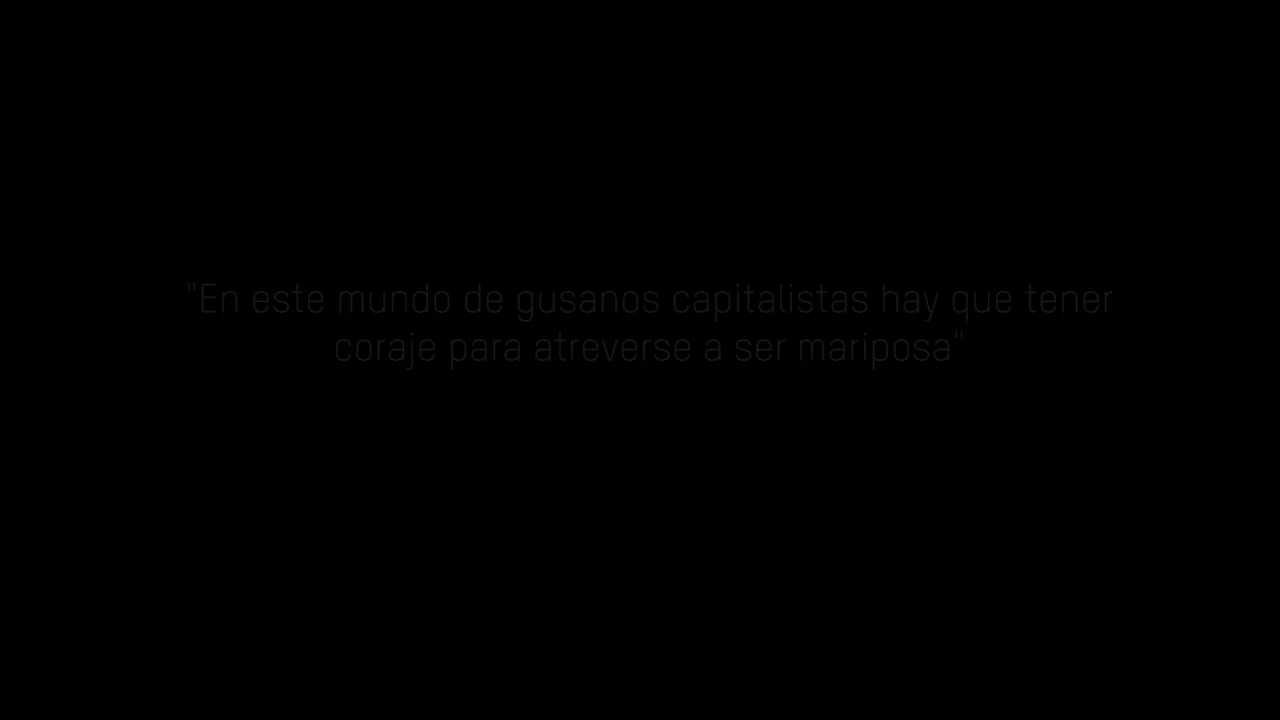 "En este mundo de gusanos capitalistas hay que tener
coraje para atreverse a ser mariposa"